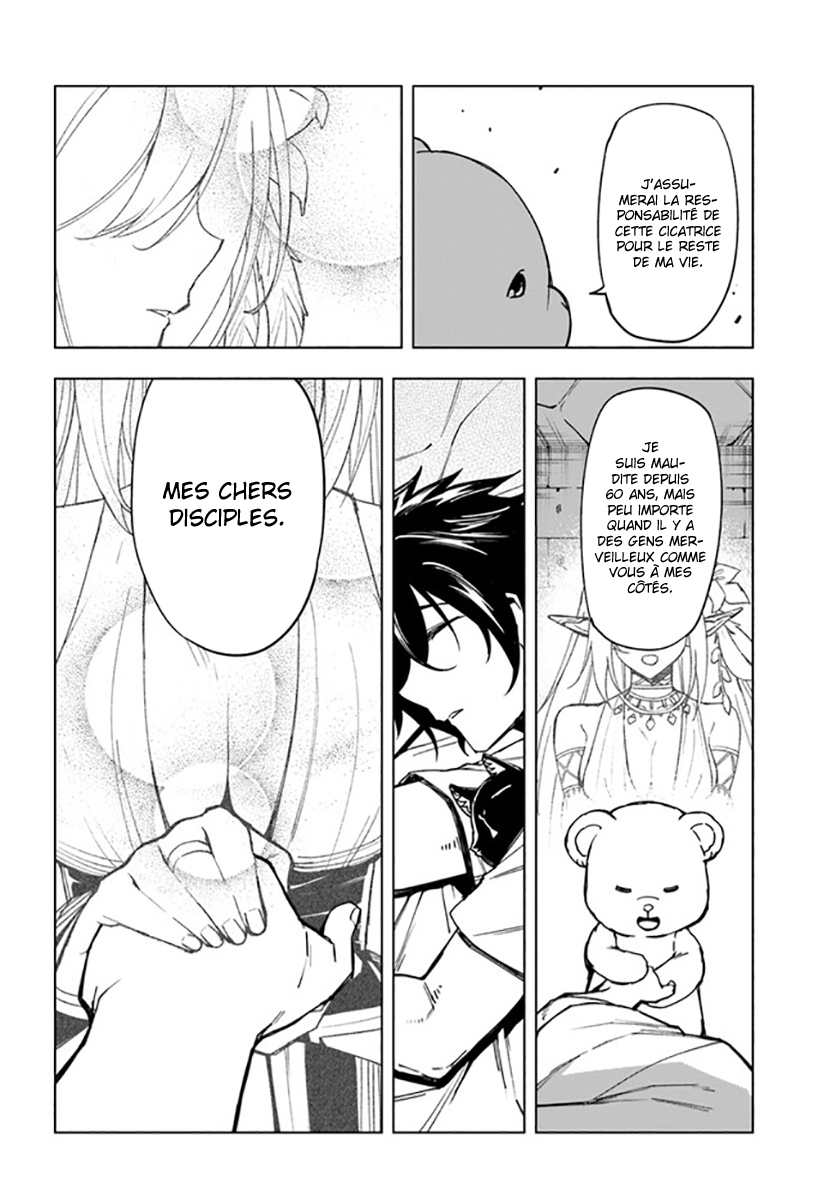 J'ASSU-
MERAI LA RES-
PONSABILITÉ DE
CETTE CICATRICE
POUR LE RESTE
DE MA VIE.
JE
SUIS MAU-
DITE DEPUIS
60 ANS, MAIS
PEU IMPORTE
QUAND IL Y A
DES GENS MER-
VEILLEUX COMME
VOUS À MES
CÔTÉS.
MES CHERS
DISCIPLES.